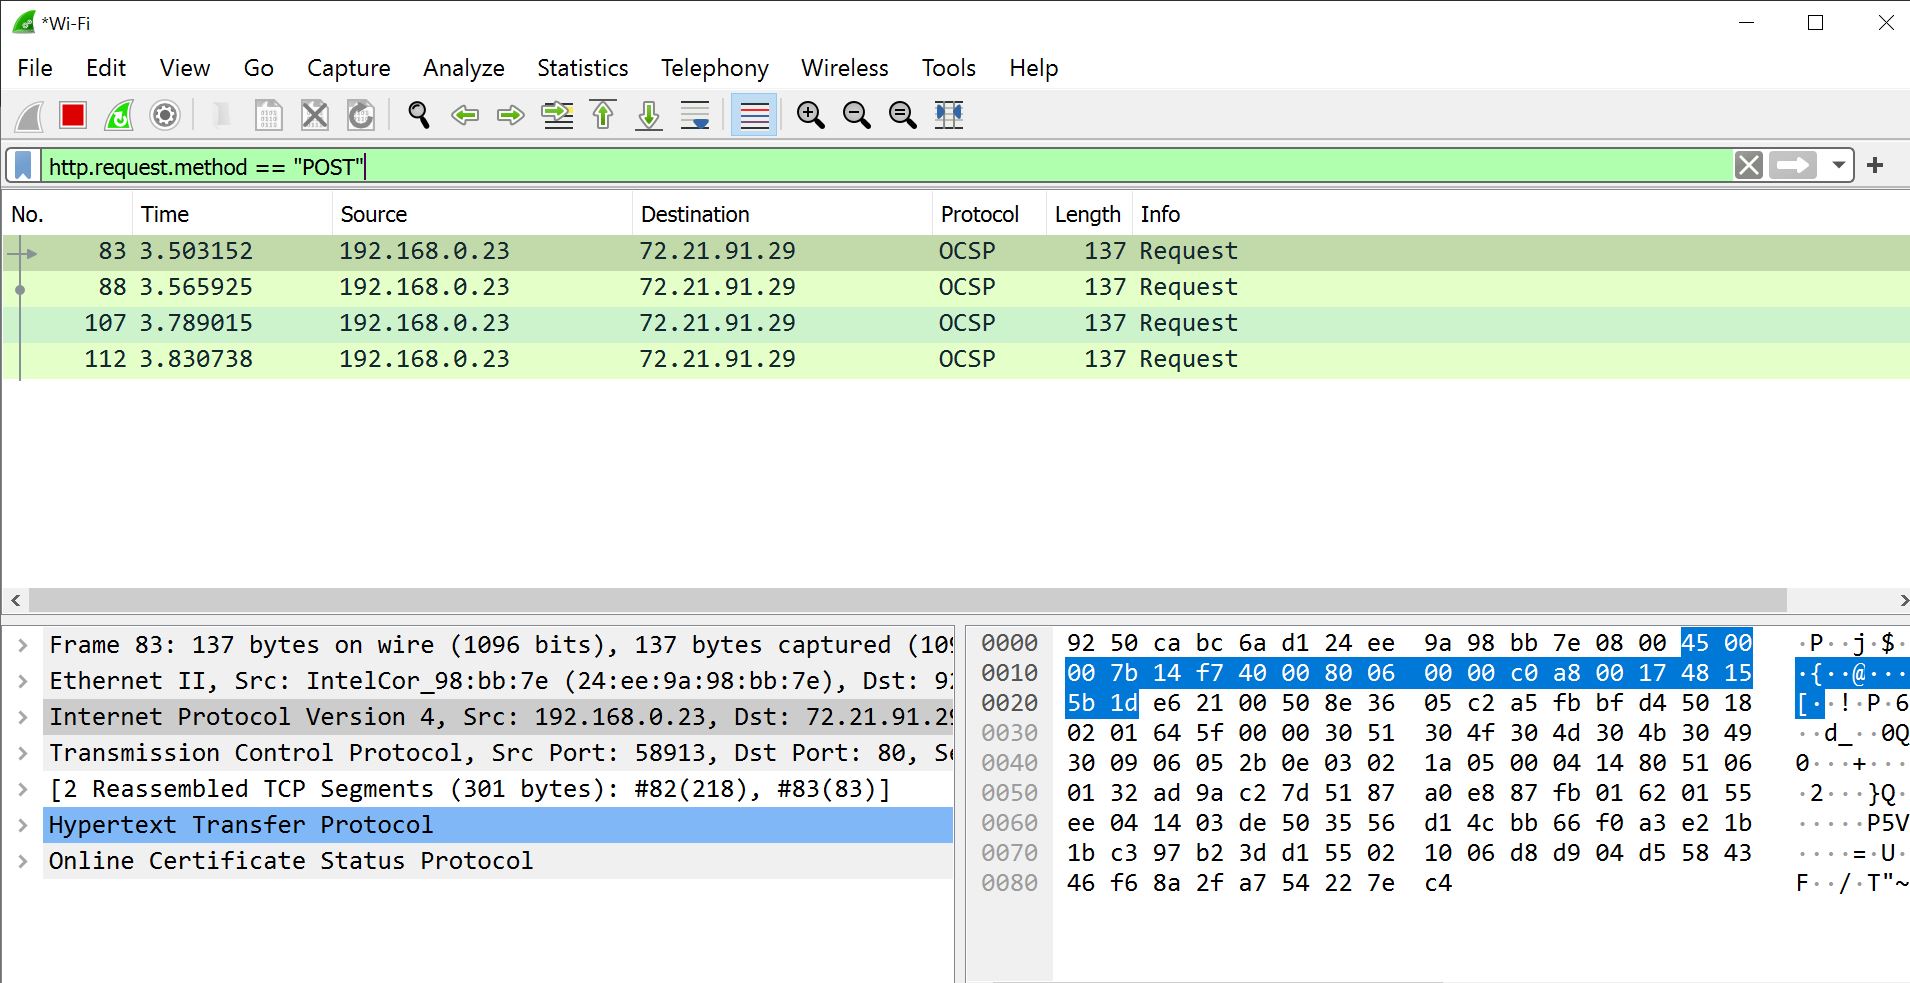 *Wi-Fi
File Edit View Go Capture Analyze Statistics Telephony Wireless Tools Help
http.request.method == "POST"
No. Time Source Destination Protocol Length Info
83 3.503152 192.168.0.23 72.21.91.29 OCSP 137 Request
88 3.565925 192.168.0.23 72.21.91.29 OCSP 137 Request
107 3.789015 192.168.0.23 72.21.91.29 OCSP 137 Request
112 3.830738 192.168.0.23 72.21.91.29 OCSP 137 Request
Frame 83: 137 bytes on wire (1096 bits), 137 bytes captured (109
Ethernet II, Src: IntelCor_98:bb:7e (24:ee:9a:98:bb:7e), Dst: 92
Internet Protocol Version 4, Src: 192.168.0.23, Dst: 72.21.91.29
Transmission Control Protocol, Src Port: 58913, Dst Port: 80, Se
[2 Reassembled TCP Segments (301 bytes): #82(218), #83(83)]
Hypertext Transfer Protocol
Online Certificate Status Protocol
0000 92 50 ca bc 6a d1 24 ee 9a 98 bb 7e 08 00 45 00 ·P··j·$·
0010 00 7b 14 f7 40 00 80 06 00 00 c0 a8 00 17 48 15 ·{··@···
0020 5b 1d e6 21 00 50 8e 36 05 c2 a5 fb bf d4 50 18 [··!·P·6
0030 02 01 64 5f 00 00 30 51 30 4f 30 4d 30 4b 30 49 ··d_··0Q
0040 30 09 06 05 2b 0e 03 02 1a 05 00 04 14 80 51 06 0···+···
0050 01 32 ad 9a c2 7d 51 87 a0 e8 87 fb 01 62 01 55 ·2···}Q·
0060 ee 04 14 03 de 50 35 56 d1 4c bb 66 f0 a3 e2 1b ·····P5V
0070 1b c3 97 b2 3d d1 55 02 10 06 d8 d9 04 d5 58 43 ····=·U·
0080 46 f6 8a 2f a7 54 22 7e c4 F··/·T"~